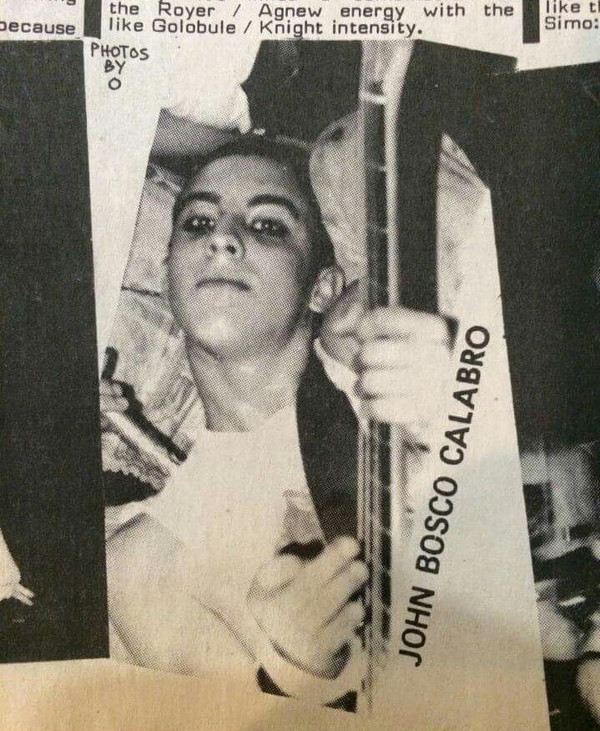 the Royer / Agnew energy with the
like Golobule / Knight intensity.
because
like
Simo:
PHOTOS
BY
O
JOHN BOSCO CALABRO